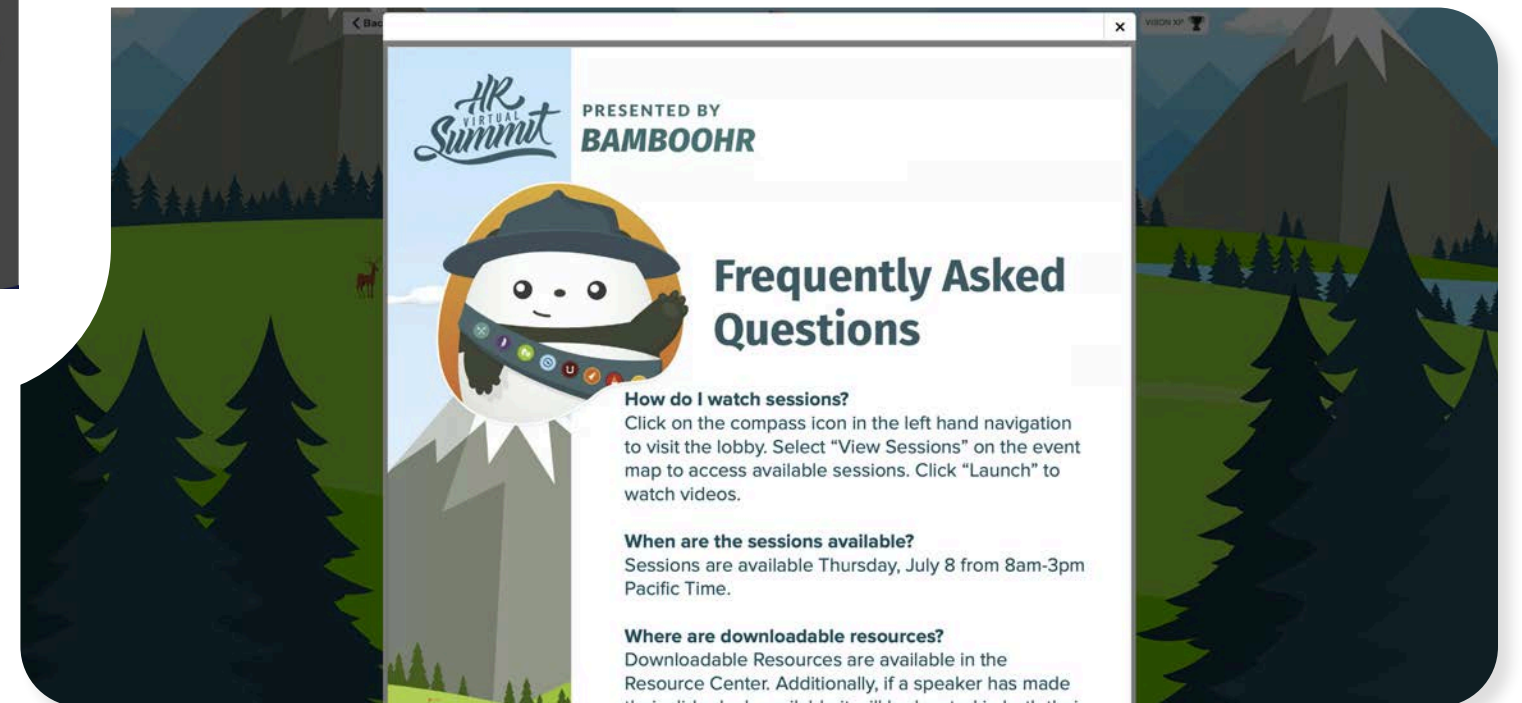 Bac
VISION XP
HR
VIRTUAL
Summit
PRESENTED BY
BAMBOOHR
Frequently Asked
Questions
How do I watch sessions?
Click on the compass icon in the left hand navigation
to visit the lobby. Select “View Sessions” on the event
map to access available sessions. Click “Launch” to
watch videos.
When are the sessions available?
Sessions are available Thursday, July 8 from 8am-3pm
Pacific Time.
Where are downloadable resources?
Downloadable Resources are available in the
Resource Center. Additionally, if a speaker has made